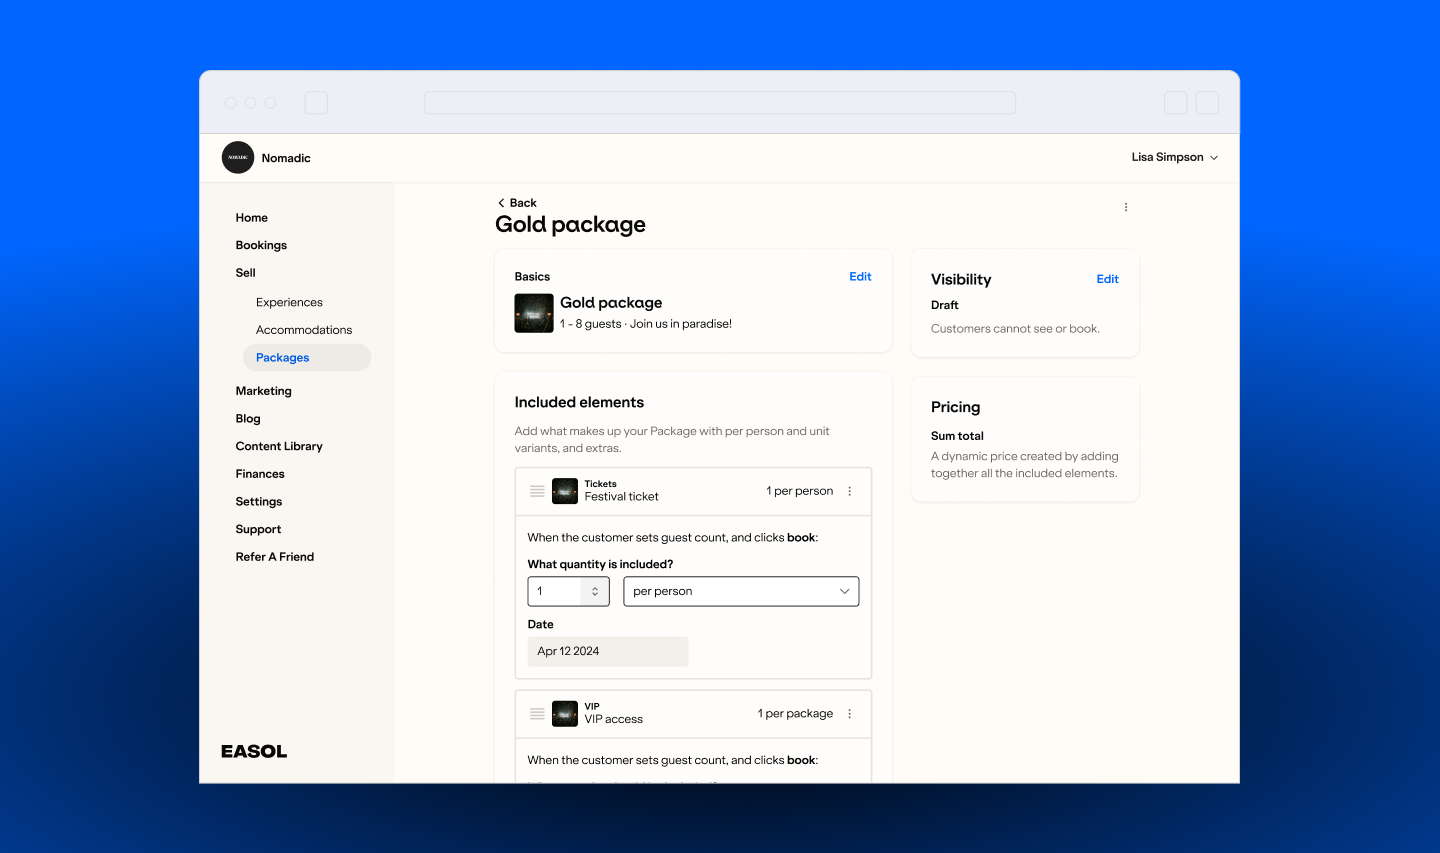 NOMADIC
Nomadic
Lisa Simpson
Home
Bookings
Sell
Experiences
Accommodations
Packages
Marketing
Blog
Content Library
Finances
Settings
Support
Refer A Friend
EASOL
Back
Gold package
Basics
Edit
Gold package
1 - 8 guests · Join us in paradise!
Included elements
Add what makes up your Package with per person and unit
variants, and extras.
Tickets
Festival ticket
1 per person
When the customer sets guest count, and clicks book:
What quantity is included?
1
per person
Date
Apr 12 2024
VIP
VIP access
1 per package
When the customer sets guest count, and clicks book:
Visibility
Edit
Draft
Customers cannot see or book.
Pricing
Sum total
A dynamic price created by adding
together all the included elements.